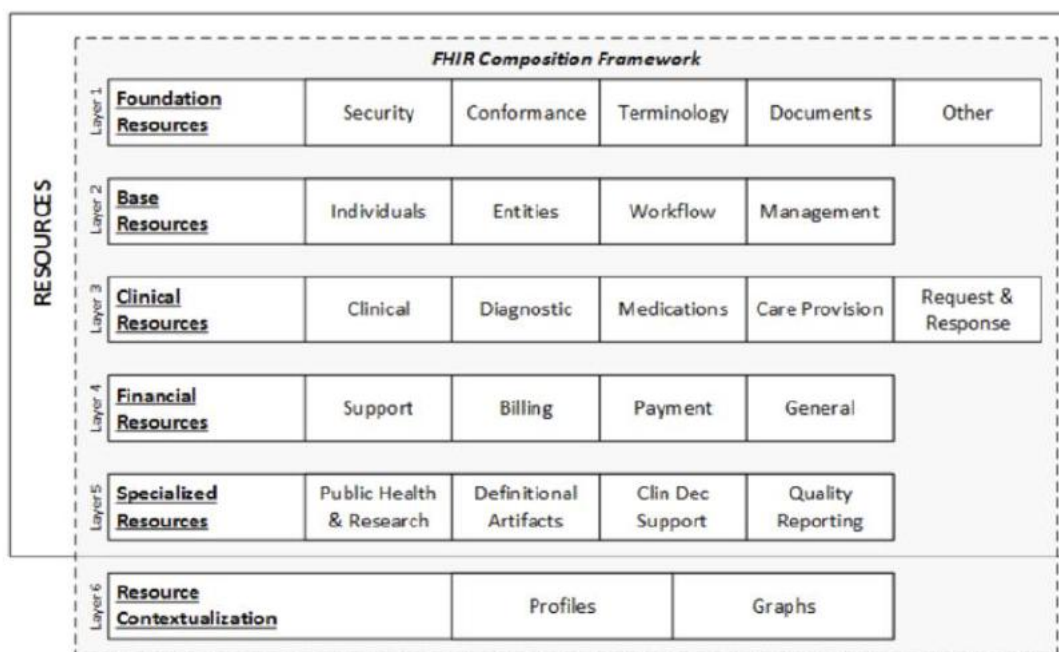 FHIR Composition Framework
RESOURCES
Layer 1
Foundation
Resources
Security
Conformance
Terminology
Documents
Other
Layer 2
Base
Resources
Individuals
Entities
Workflow
Management
Layer 3
Clinical
Resources
Clinical
Diagnostic
Medications
Care Provision
Request &
Response
Layer 4
Financial
Resources
Support
Billing
Payment
General
Layer 5
Specialized
Resources
Public Health
& Research
Definitional
Artifacts
Clin Dec
Support
Quality
Reporting
Layer 6
Resource
Contextualization
Profiles
Graphs